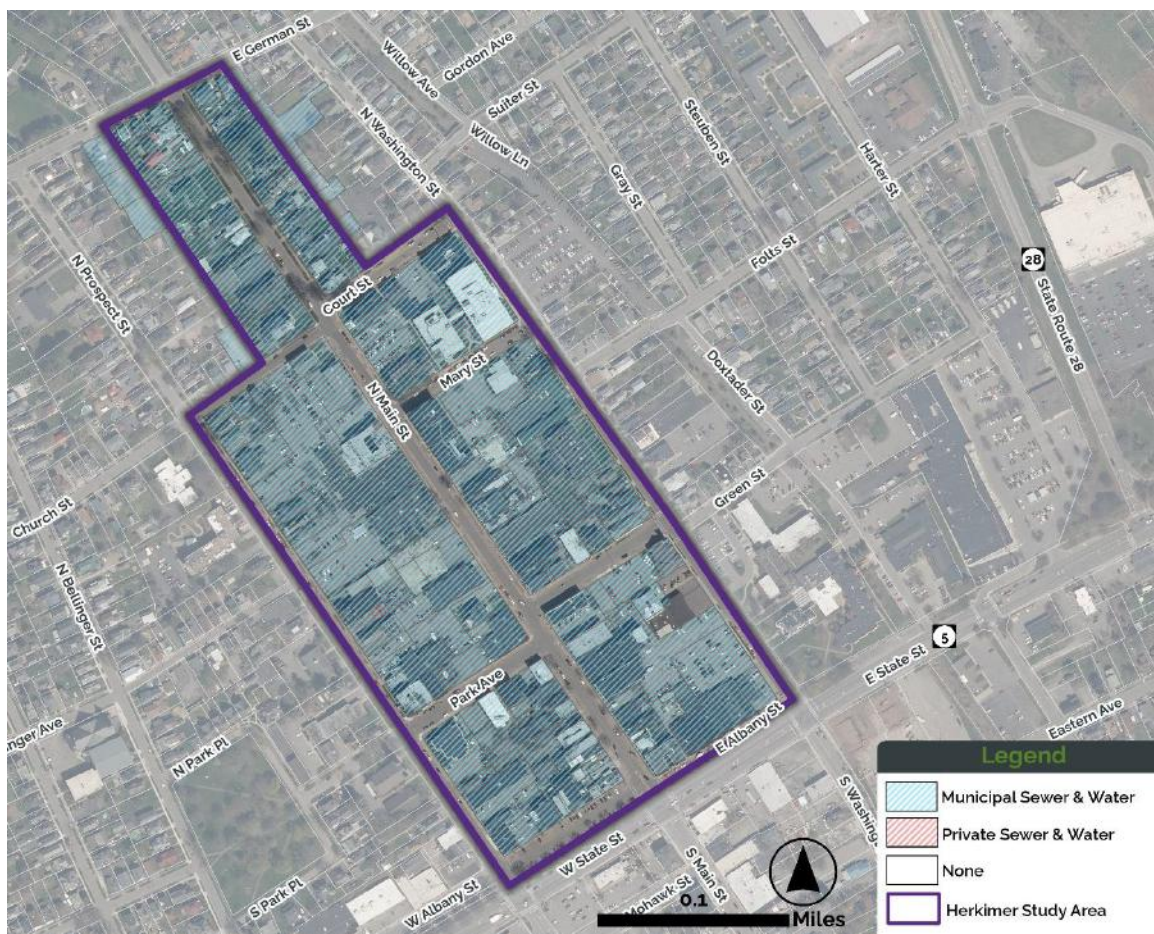 E German St
Willow Ave
Gordon Ave
Suiter St
N Washington St
Willow Ln
Steuben St
Gray St
Harter St
Folts St
28
State Route 28
N Prospect St
Court St
Mary St
N Main St
Doxtader St
Church St
Green St
N Bellinger St
5
E State St
Park Ave
nger Ave
N Park Pl
E Albany St
Eastern Ave
S Washing
W State St
S Main St
Mohawk St
S Park Pl
W Albany St
0.1
Miles
Legend
Municipal Sewer & Water
Private Sewer & Water
None
Herkimer Study Area